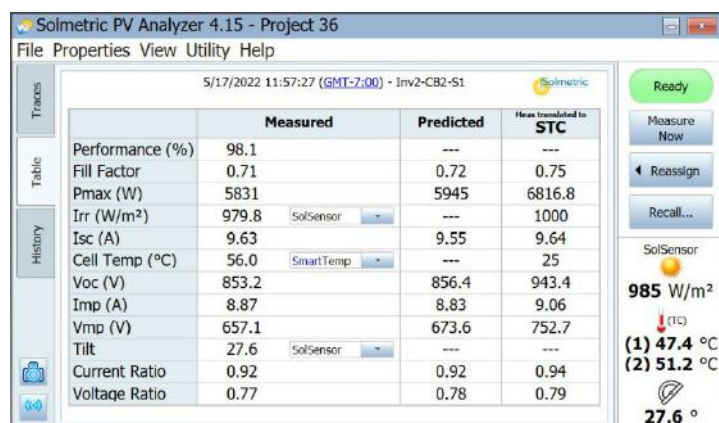 Solmetric PV Analyzer 4.15 - Project 36
File Properties View Utility Help
Traces
Table
History
5/17/2022 11:57:27 (GMT-7:00) - Inv2-CB2-S1
Solmetric
Measured Predicted Meas translated to STC
Performance (%) 98.1 --- ---
Fill Factor 0.71 0.72 0.75
Pmax (W) 5831 5945 6816.8
Irr (W/m²) 979.8 SolSensor --- 1000
Isc (A) 9.63 9.55 9.64
Cell Temp (°C) 56.0 SmartTemp --- 25
Voc (V) 853.2 856.4 943.4
Imp (A) 8.87 8.83 9.06
Vmp (V) 657.1 673.6 752.7
Tilt 27.6 SolSensor --- ---
Current Ratio 0.92 0.92 0.94
Voltage Ratio 0.77 0.78 0.79
Ready
Measure
Now
Reassign
Recall...
SolSensor
985 W/m²
(TC)
(1) 47.4 °C
(2) 51.2 °C
27.6 °